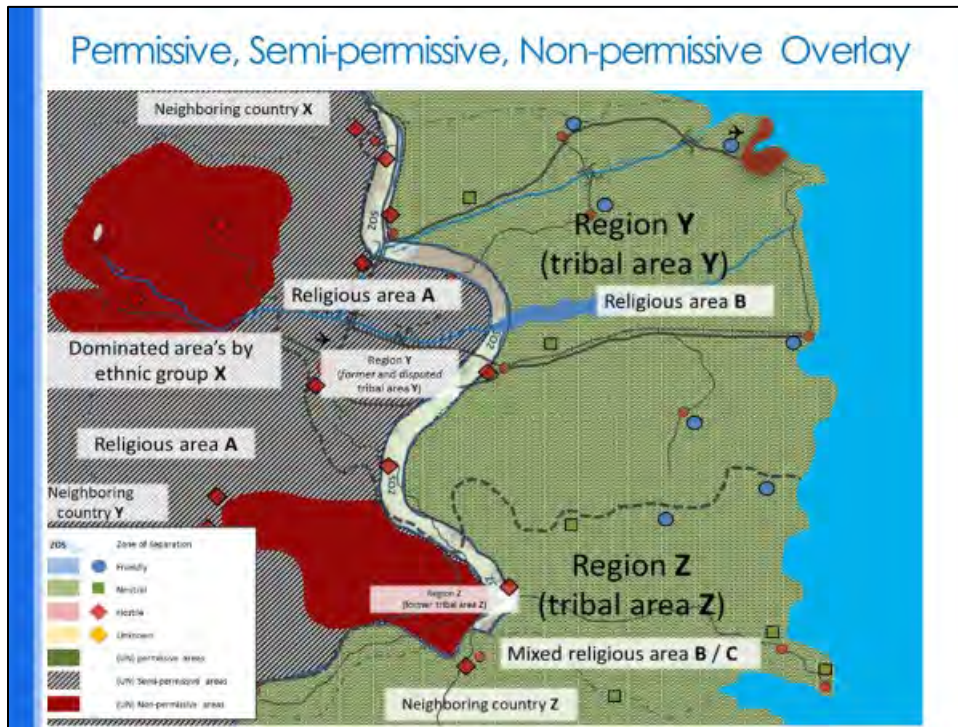 Permissive, Semi-permissive, Non-permissive Overlay
Neighboring country X
ZOS
Region Y
(tribal area Y)
Religious area A
Religious area B
ZOS
Dominated area's by
ethnic group X
Region Y
(former and disputed
tribal area Y)
Religious area A
ZOS
Neighboring
country Y
ZOS Zone of Separation
Friendly
Neutral
Hostile
Unknown
(UN) permissive areas
(UN) Semi-permissive areas
(UN) Non-permissive areas
Region Z
(former tribal area Z)
Region Z
(tribal area Z)
Mixed religious area B / C
Neighboring country Z